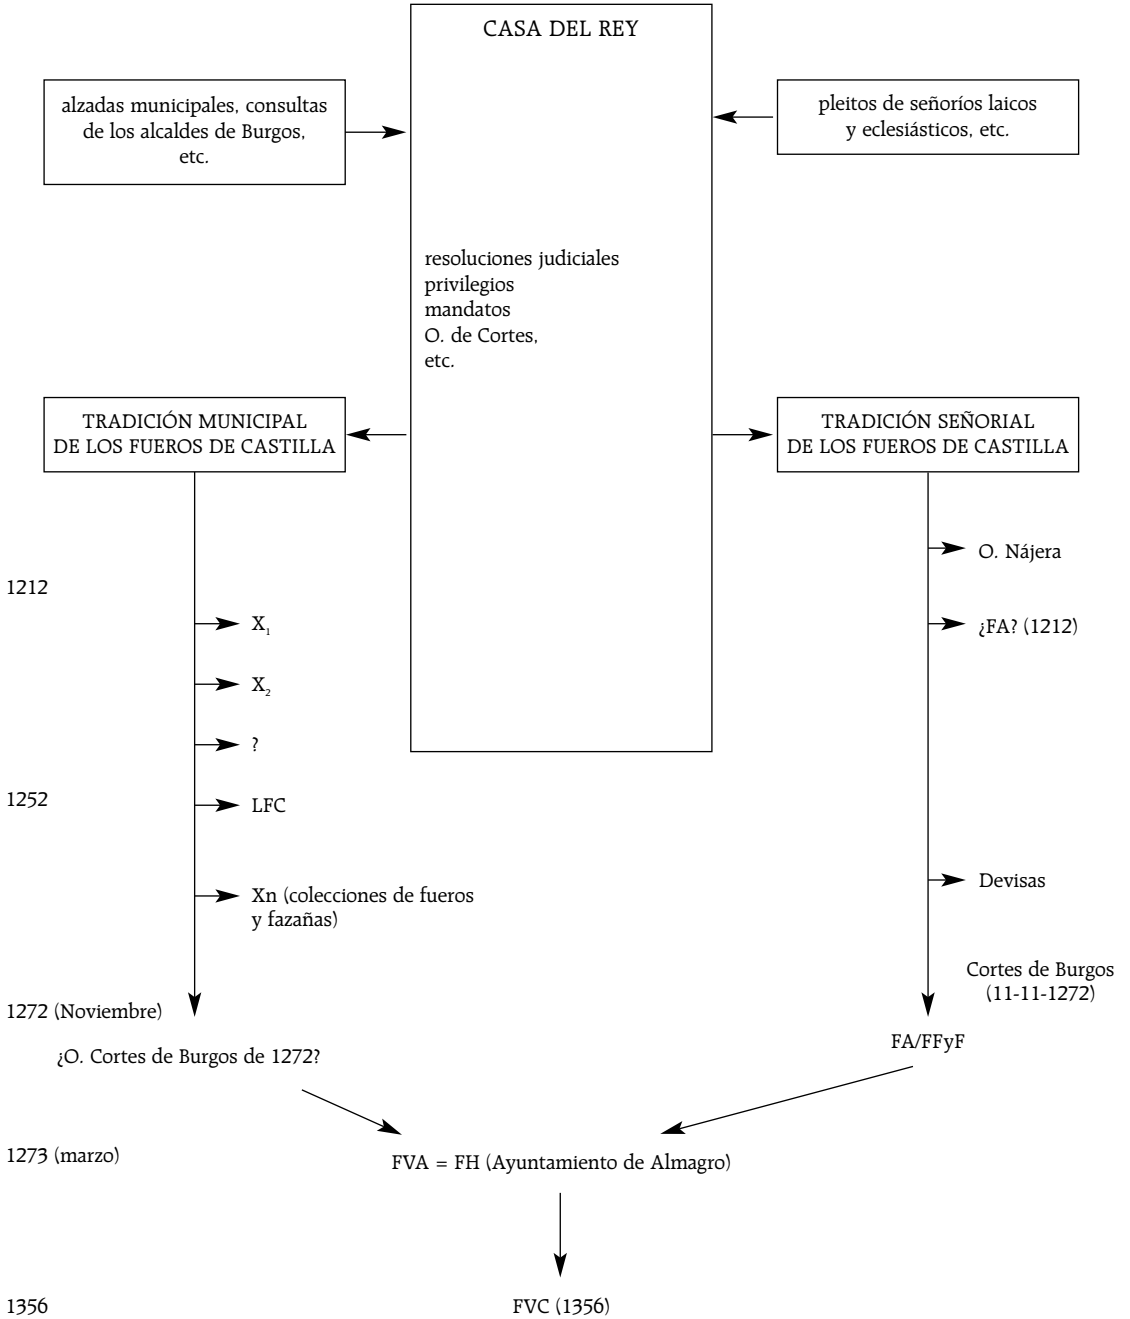 CASA DEL REY
alzadas municipales, consultas
de los alcaldes de Burgos,
etc.
pleitos de señoríos laicos
y eclesiásticos, etc.
resoluciones judiciales
privilegios
mandatos
O. de Cortes,
etc.
TRADICIÓN MUNICIPAL
DE LOS FUEROS DE CASTILLA
TRADICIÓN SEÑORIAL
DE LOS FUEROS DE CASTILLA
O. Nájera
1212
X₁
¿FA? (1212)
X₂
?
1252
LFC
Devisas
Xn (colecciones de fueros
y fazañas)
Cortes de Burgos
(11-11-1272)
1272 (Noviembre)
¿O. Cortes de Burgos de 1272?
FA/FFyF
1273 (marzo)
FVA = FH (Ayuntamiento de Almagro)
1356
FVC (1356)